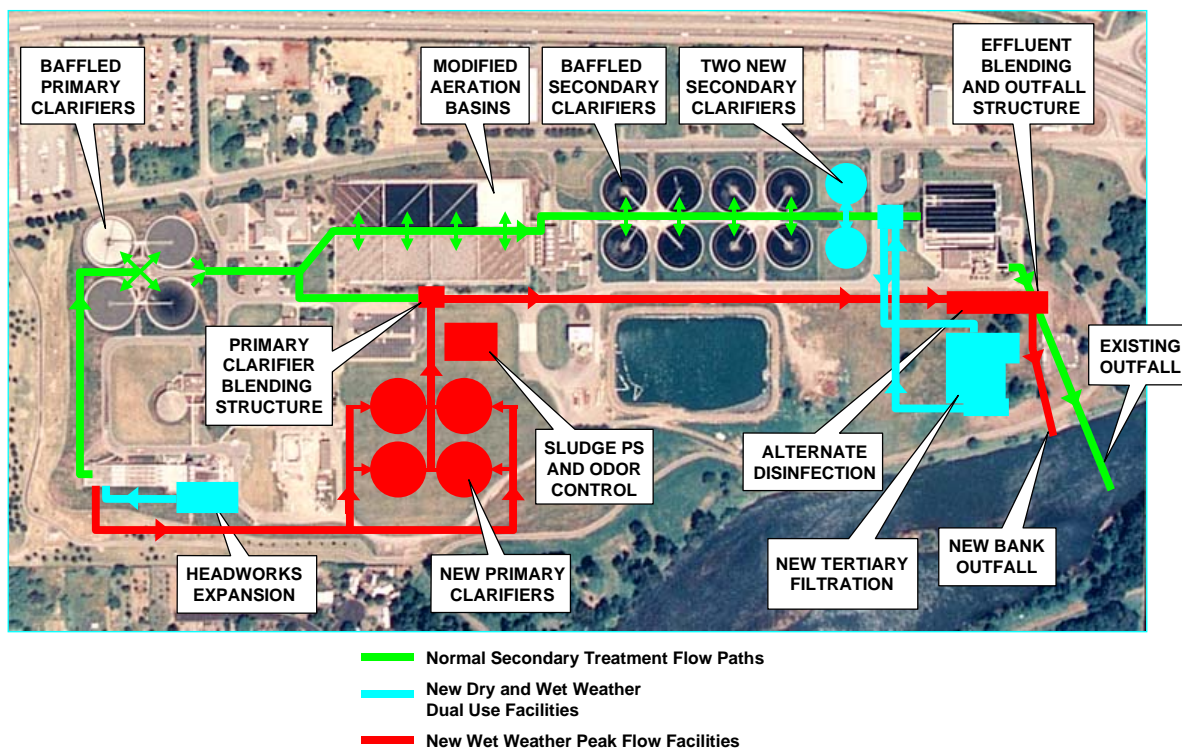 BAFFLED
PRIMARY
CLARIFIERS
MODIFIED
AERATION
BASINS
BAFFLED
SECONDARY
CLARIFIERS
TWO NEW
SECONDARY
CLARIFIERS
EFFLUENT
BLENDING
AND OUTFALL
STRUCTURE
PRIMARY
CLARIFIER
BLENDING
STRUCTURE
EXISTING
OUTFALL
SLUDGE PS
AND ODOR
CONTROL
ALTERNATE
DISINFECTION
HEADWORKS
EXPANSION
NEW PRIMARY
CLARIFIERS
NEW TERTIARY
FILTRATION
NEW BANK
OUTFALL
Normal Secondary Treatment Flow Paths
New Dry and Wet Weather
Dual Use Facilities
New Wet Weather Peak Flow Facilities